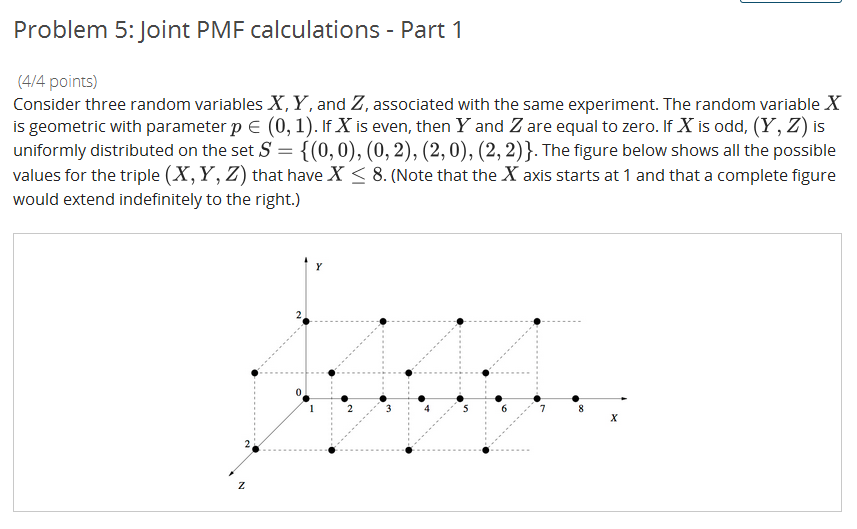 Problem 5: Joint PMF calculations - Part 1
(4/4 points)
Consider three random variables X, Y, and Z, associated with the same experiment. The random variable X
is geometric with parameter p ∈ (0, 1). If X is even, then Y and Z are equal to zero. If X is odd, (Y, Z) is
uniformly distributed on the set S = {(0, 0), (0, 2), (2, 0), (2, 2)}. The figure below shows all the possible
values for the triple (X, Y, Z) that have X ≤ 8. (Note that the X axis starts at 1 and that a complete figure
would extend indefinitely to the right.)
Y
2
0
1 2 3 4 5 6 7 8
X
2
Z